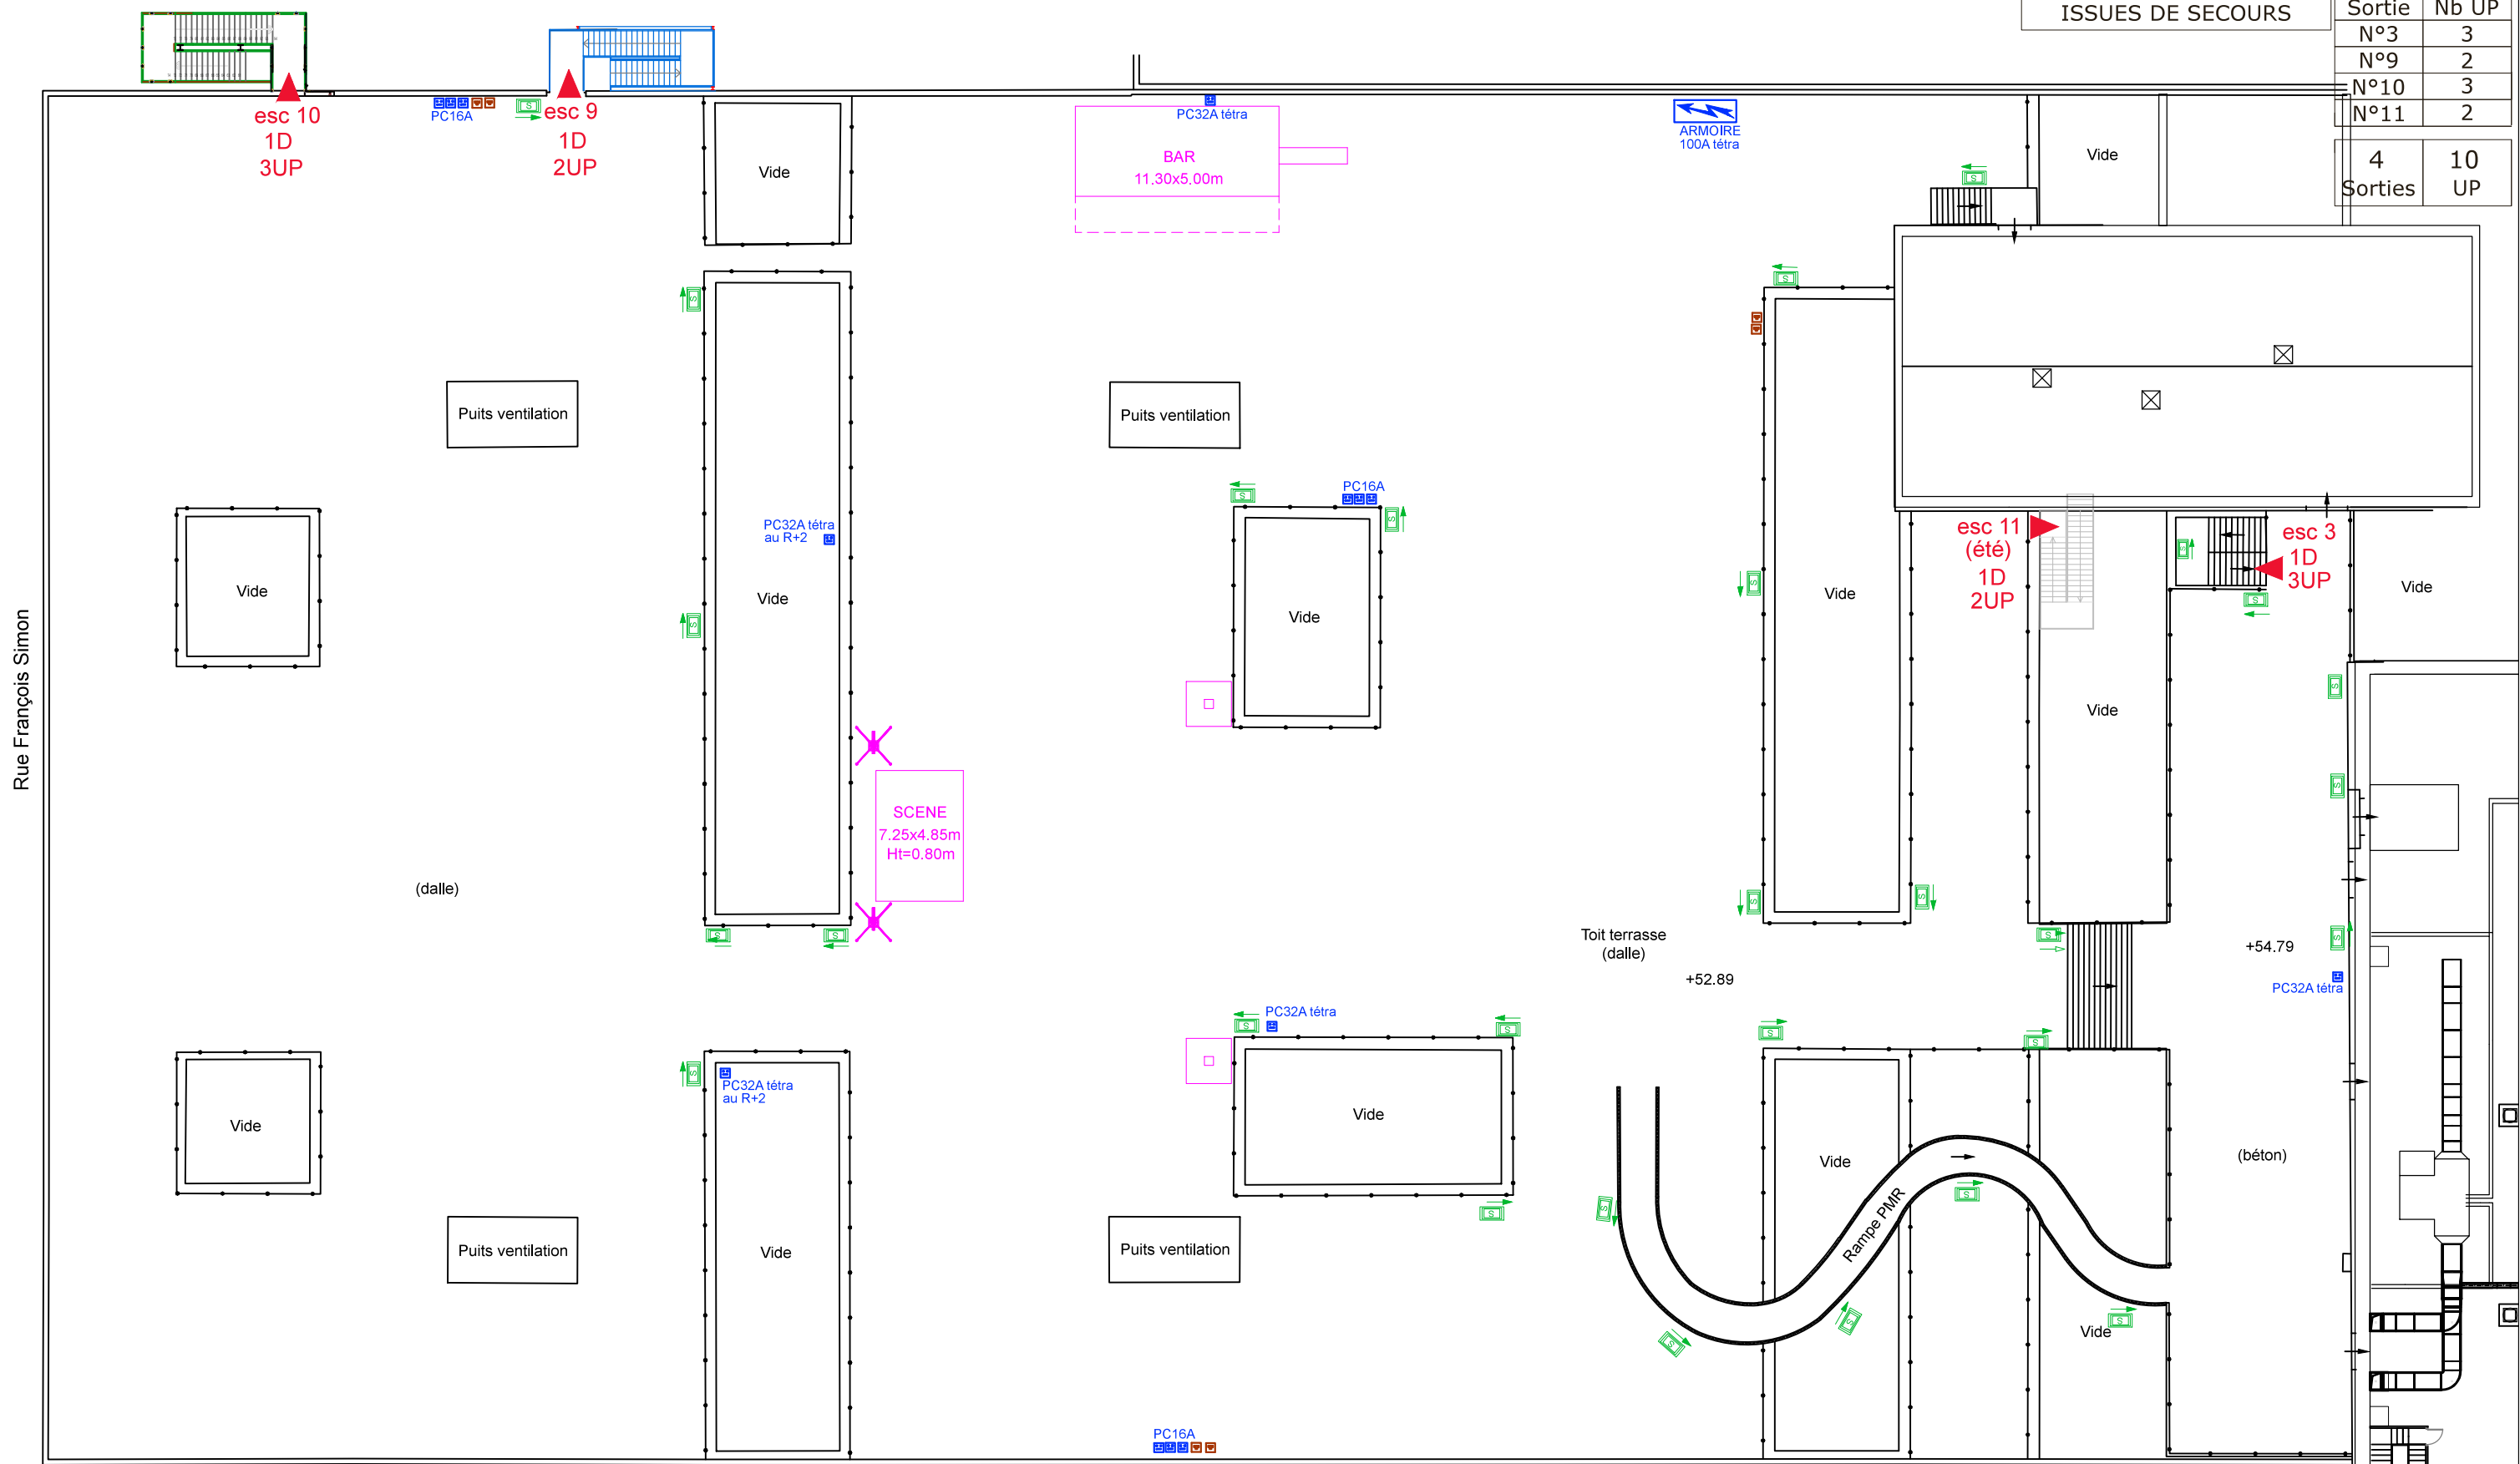 ISSUES DE SECOURS
Sortie Nb UP
N°3 3
N°9 2
N°10 3
N°11 2
4 10
Sorties UP
esc 10
1D
3UP
PC16A
S
esc 9
1D
2UP
Vide
PC32A tétra
BAR
11.30x5.00m
ARMOIRE
100A tétra
S
Vide
S
S
Puits ventilation
Puits ventilation
S
PC16A
S
PC32A tétra
au R+2
Vide
Vide
Vide
S
Vide
S
Vide
esc 11
(été)
1D
2UP
S
esc 3
1D
3UP
S
Vide
S
Vide
S
Rue François Simon
SCENE
7.25x4.85m
Ht=0.80m
S
(dalle)
S
S
S
S
Toit terrasse
(dalle)
+52.89
S
+54.79
S
PC32A tétra
S
PC32A tétra
S
S
S
S
PC32A tétra
au R+2
Vide
Vide
Vide
(béton)
Rampe PMR
S
S
S
Puits ventilation
Vide
Puits ventilation
S
S
S
Vide
PC16A